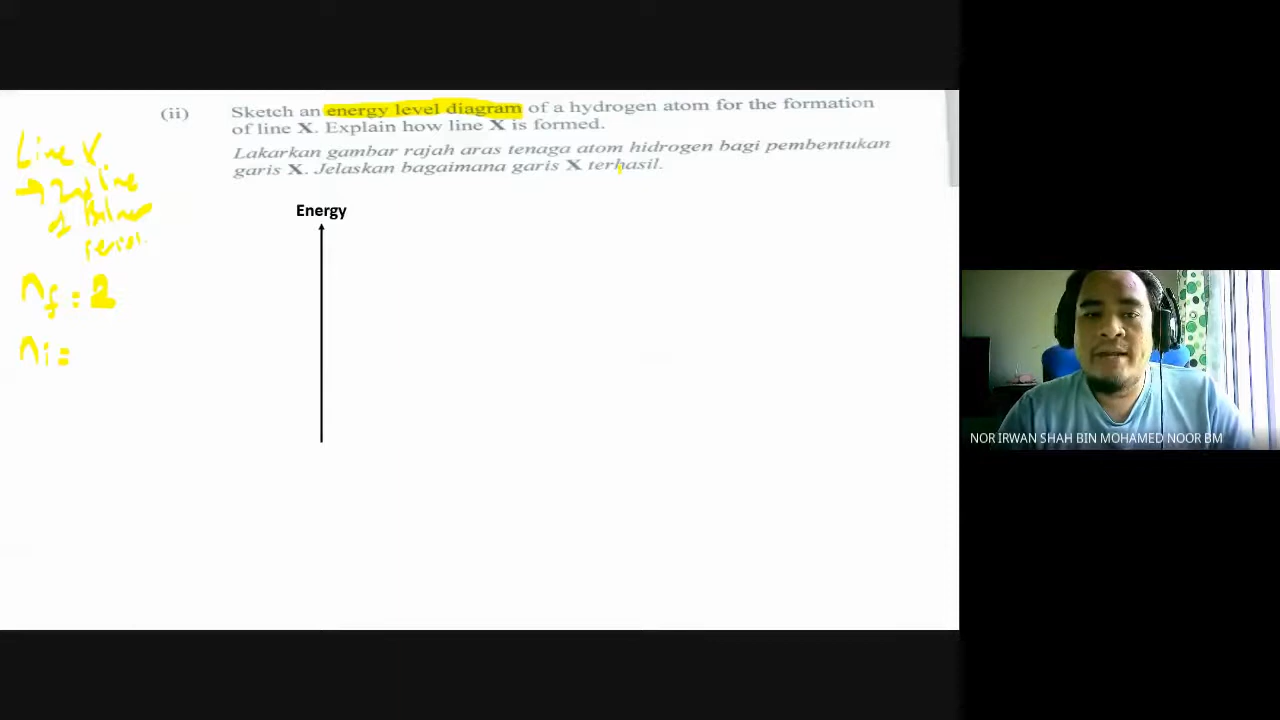 (ii) Sketch an energy level diagram of a hydrogen atom for the formation
of line X. Explain how line X is formed.
Lakarkan gambar rajah aras tenaga atom hidrogen bagi pembentukan
garis X. Jelaskan bagaimana garis X terhasil.
Line X.
→ 2nd line
of Balmer
series.
nf = 2
ni =
Energy
NOR IRWAN SHAH BIN MOHAMED NOOR BM